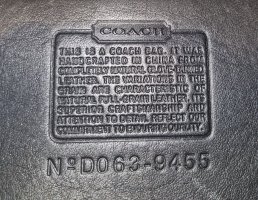 COACH
THIS IS A COACH BAG. IT WAS
HANDCRAFTED IN CHINA FROM
COMPLETELY NATURAL GLOVE-TANNED
LEATHER. THE VARIATIONS IN THE
GRAIN ARE CHARACTERISTIC OF
NATURAL FULL-GRAIN LEATHER. ITS
SUPERIOR CRAFTSMANSHIP AND
ATTENTION TO DETAIL REFLECT OUR
COMMITMENT TO ENDURING QUALITY.
Nº D063-9455